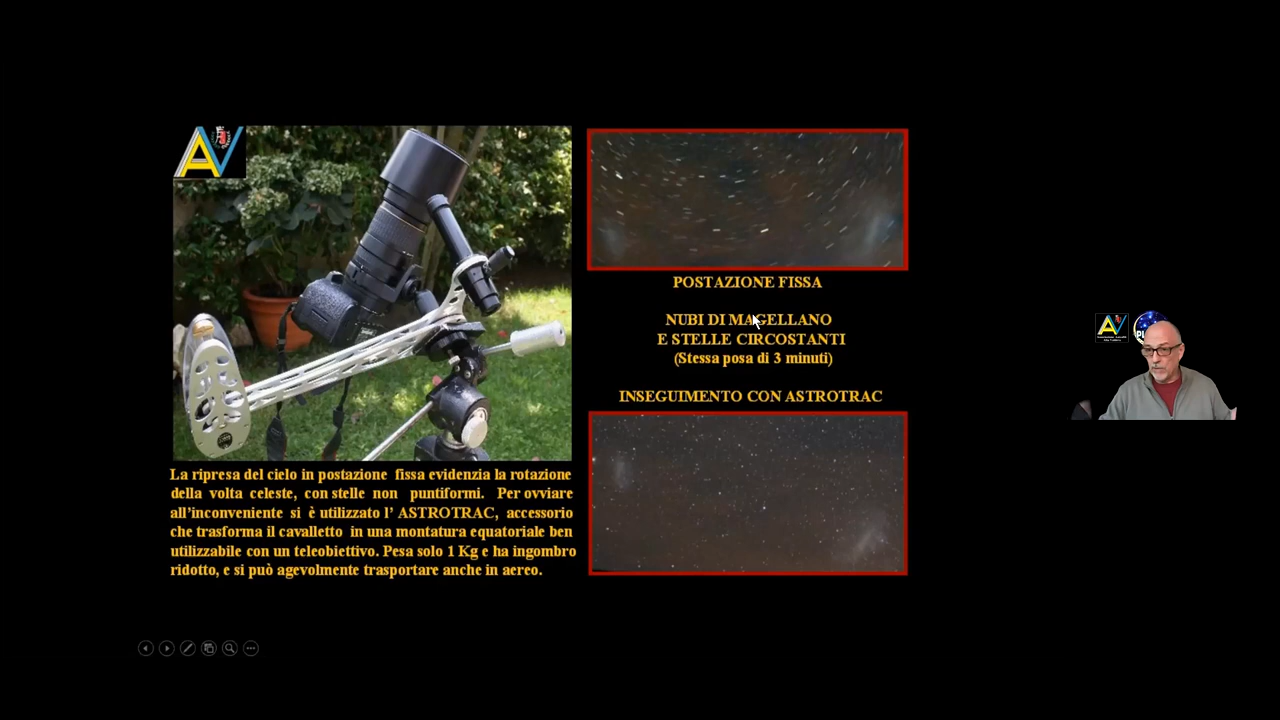 AV
POSTAZIONE FISSA
NUBI DI MAGELLANO
E STELLE CIRCOSTANTI
(Stessa posa di 3 minuti)
INSEGUIMENTO CON ASTROTRAC
La ripresa del cielo in postazione fissa evidenzia la rotazione
della volta celeste, con stelle non puntiformi. Per ovviare
all'inconveniente si è utilizzato l' ASTROTRAC, accessorio
che trasforma il cavalletto in una montatura equatoriale ben
utilizzabile con un teleobiettivo. Pesa solo 1 Kg e ha ingombro
ridotto, e si può agevolmente trasportare anche in aereo.
AV